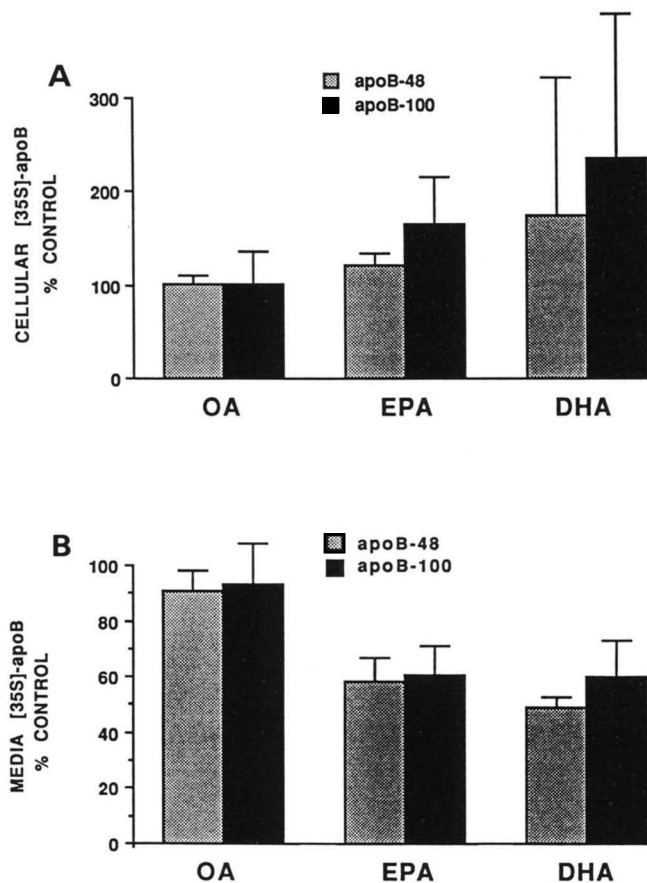 A
apoB-48
apoB-100
CELLULAR [35S]-apoB
% CONTROL
300
200
100
0
OA EPA DHA
B
apoB-48
apoB-100
MEDIA [35S]-apoB
% CONTROL
100
80
60
40
20
0
OA EPA DHA